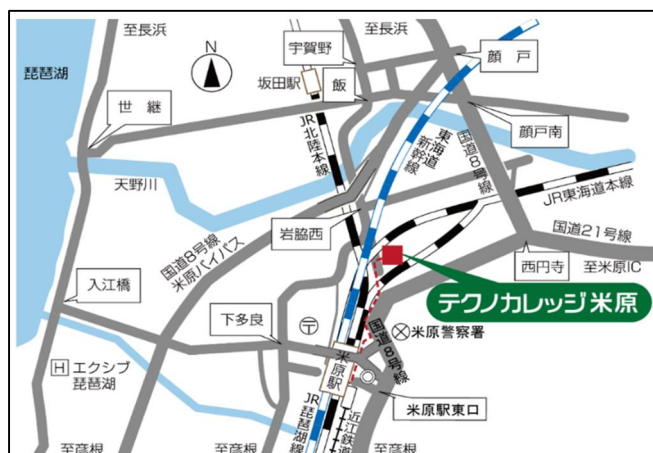 至長浜
至長浜
宇賀野
顔戸
N
琵琶湖
坂田駅
飯
世継
顔戸南
JR北陸本線
東海道
新幹線
国道8号線
天野川
JR東海道本線
岩脇西
国道21号線
国道8号線
米原バイパス
西円寺
至米原IC
入江橋
テクノカレッジ米原
下多良
〒
米原警察署
国道8号線
H エクシブ
琵琶湖
米原駅
米原駅東口
JR琵琶湖線
近江鉄道
至彦根
至彦根
至彦根